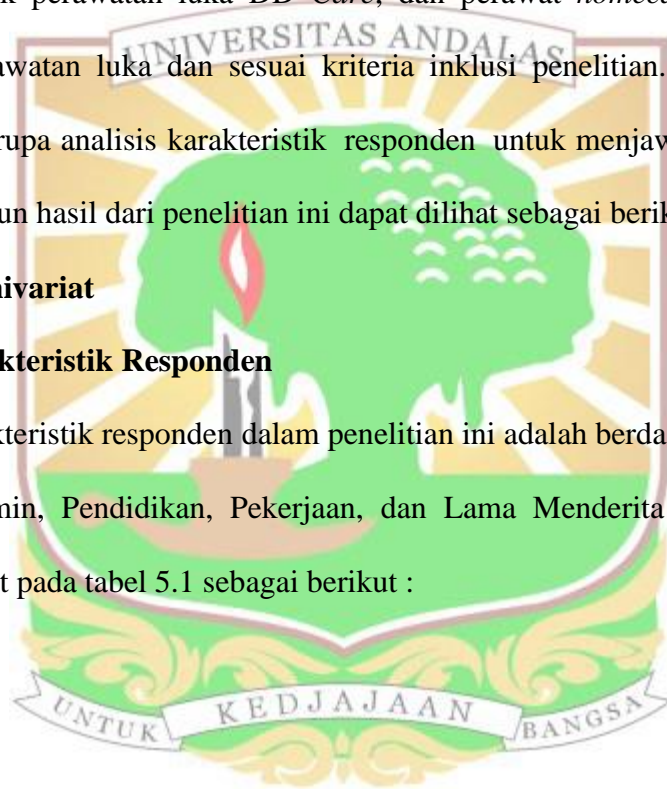 k perawatan luka DD Care, dan perawat
UNIVERSITAS ANDALAS
awatan luka dan sesuai kriteria inklusi penelitian.
rupa analisis karakteristik responden untuk menjaw
un hasil dari penelitian ini dapat dilihat sebagai berik
nivariat
kteristik Responden
kteristik responden dalam penelitian ini adalah berda
min, Pendidikan, Pekerjaan, dan Lama Menderita
t pada tabel 5.1 sebagai berikut :
UNTUK KEDJAJAAN BANGSA